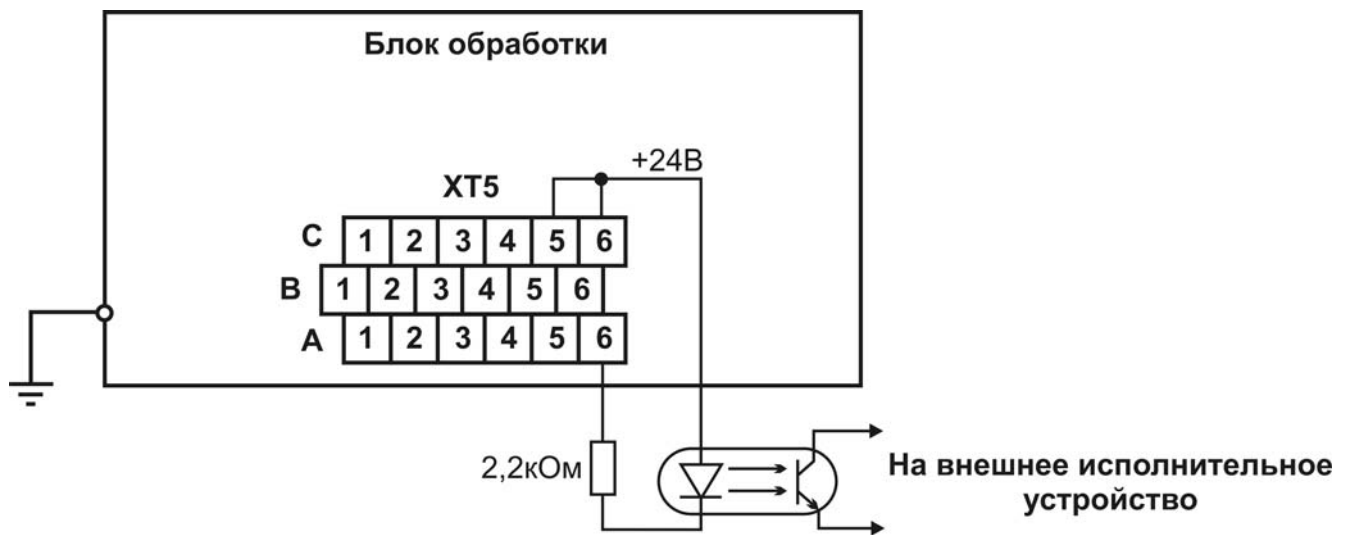 Блок обработки
+24В
XT5
C 1 2 3 4 5 6
B 1 2 3 4 5 6
A 1 2 3 4 5 6
2,2кОм
На внешнее исполнительное
устройство